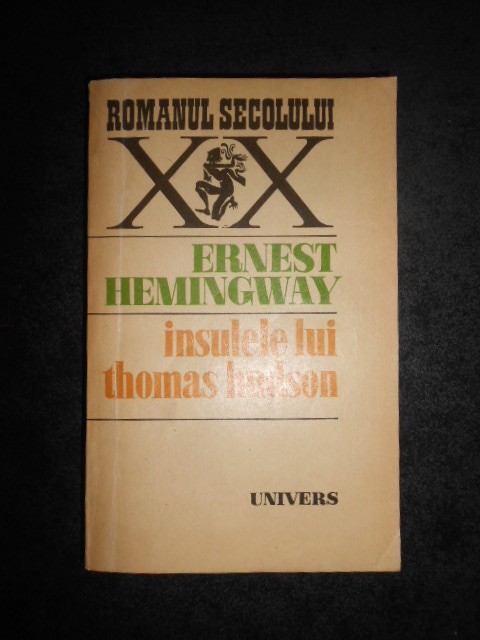 ROMANUL SECOLULUI
XX
ERNEST
HEMINGWAY
insulele lui
thomas hudson
UNIVERS